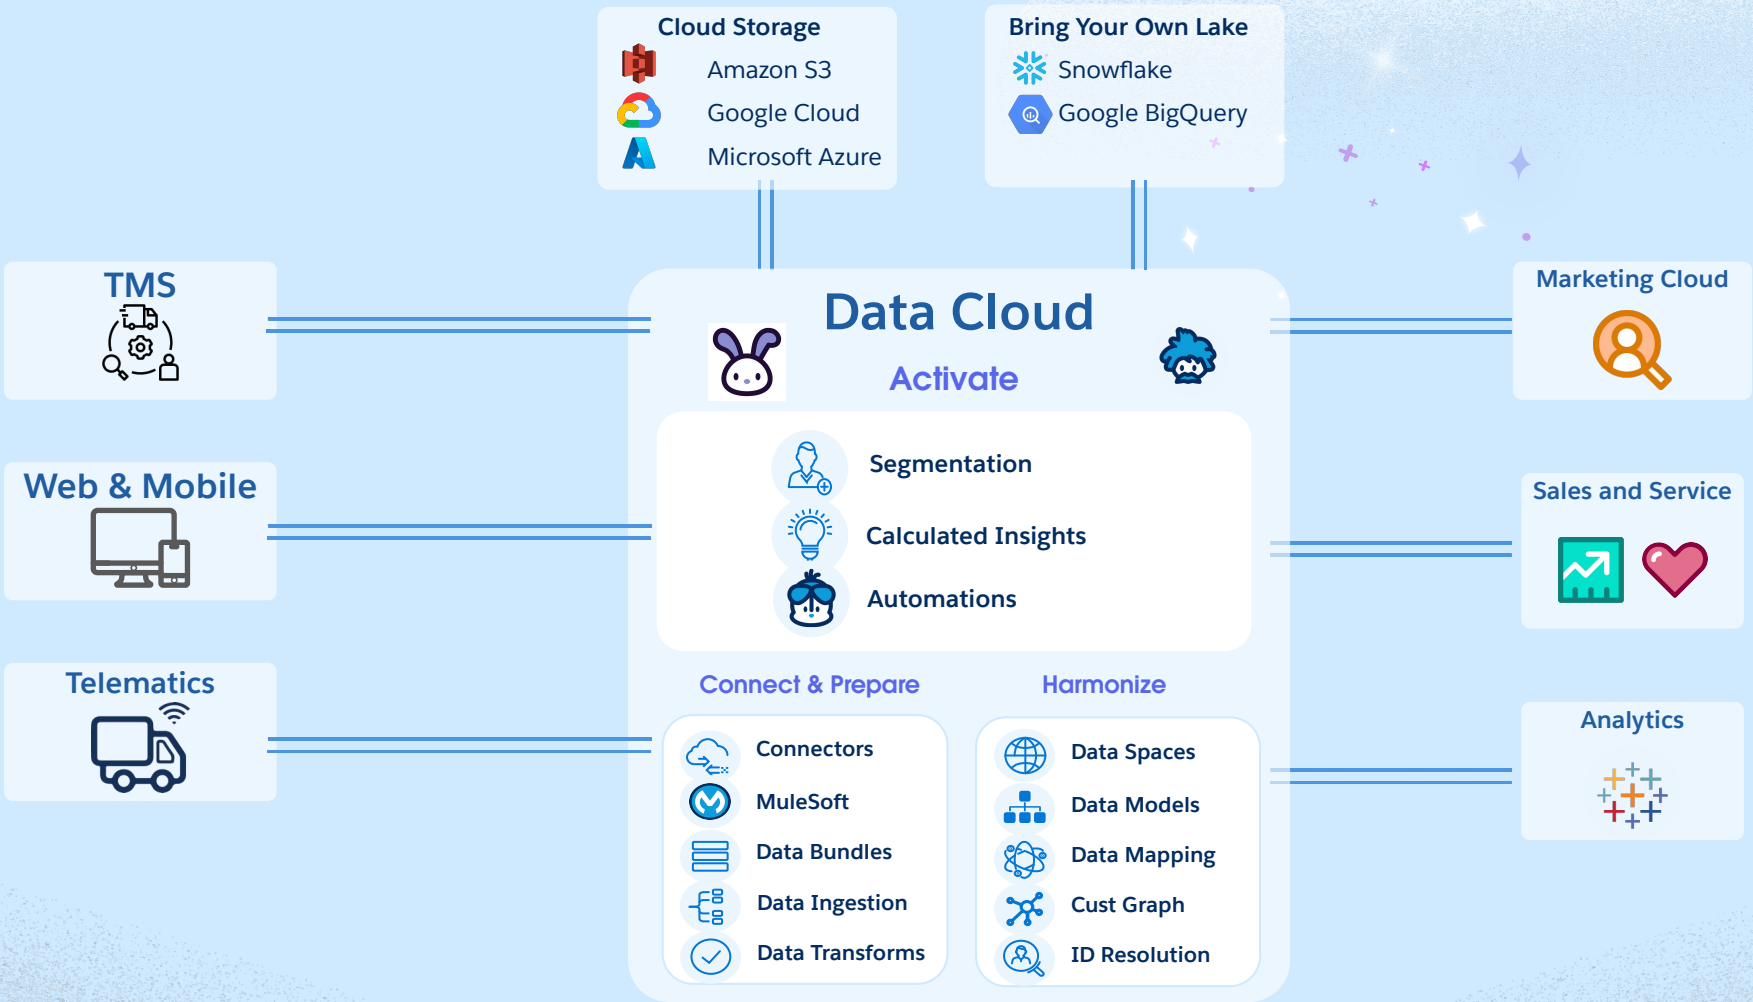 Cloud Storage
Amazon S3
Google Cloud
Microsoft Azure
Bring Your Own Lake
Snowflake
Google BigQuery
TMS
Web & Mobile
Telematics
Data Cloud
Activate
Segmentation
Calculated Insights
Automations
Connect & Prepare
Connectors
MuleSoft
Data Bundles
Data Ingestion
Data Transforms
Harmonize
Data Spaces
Data Models
Data Mapping
Cust Graph
ID Resolution
Marketing Cloud
Sales and Service
Analytics